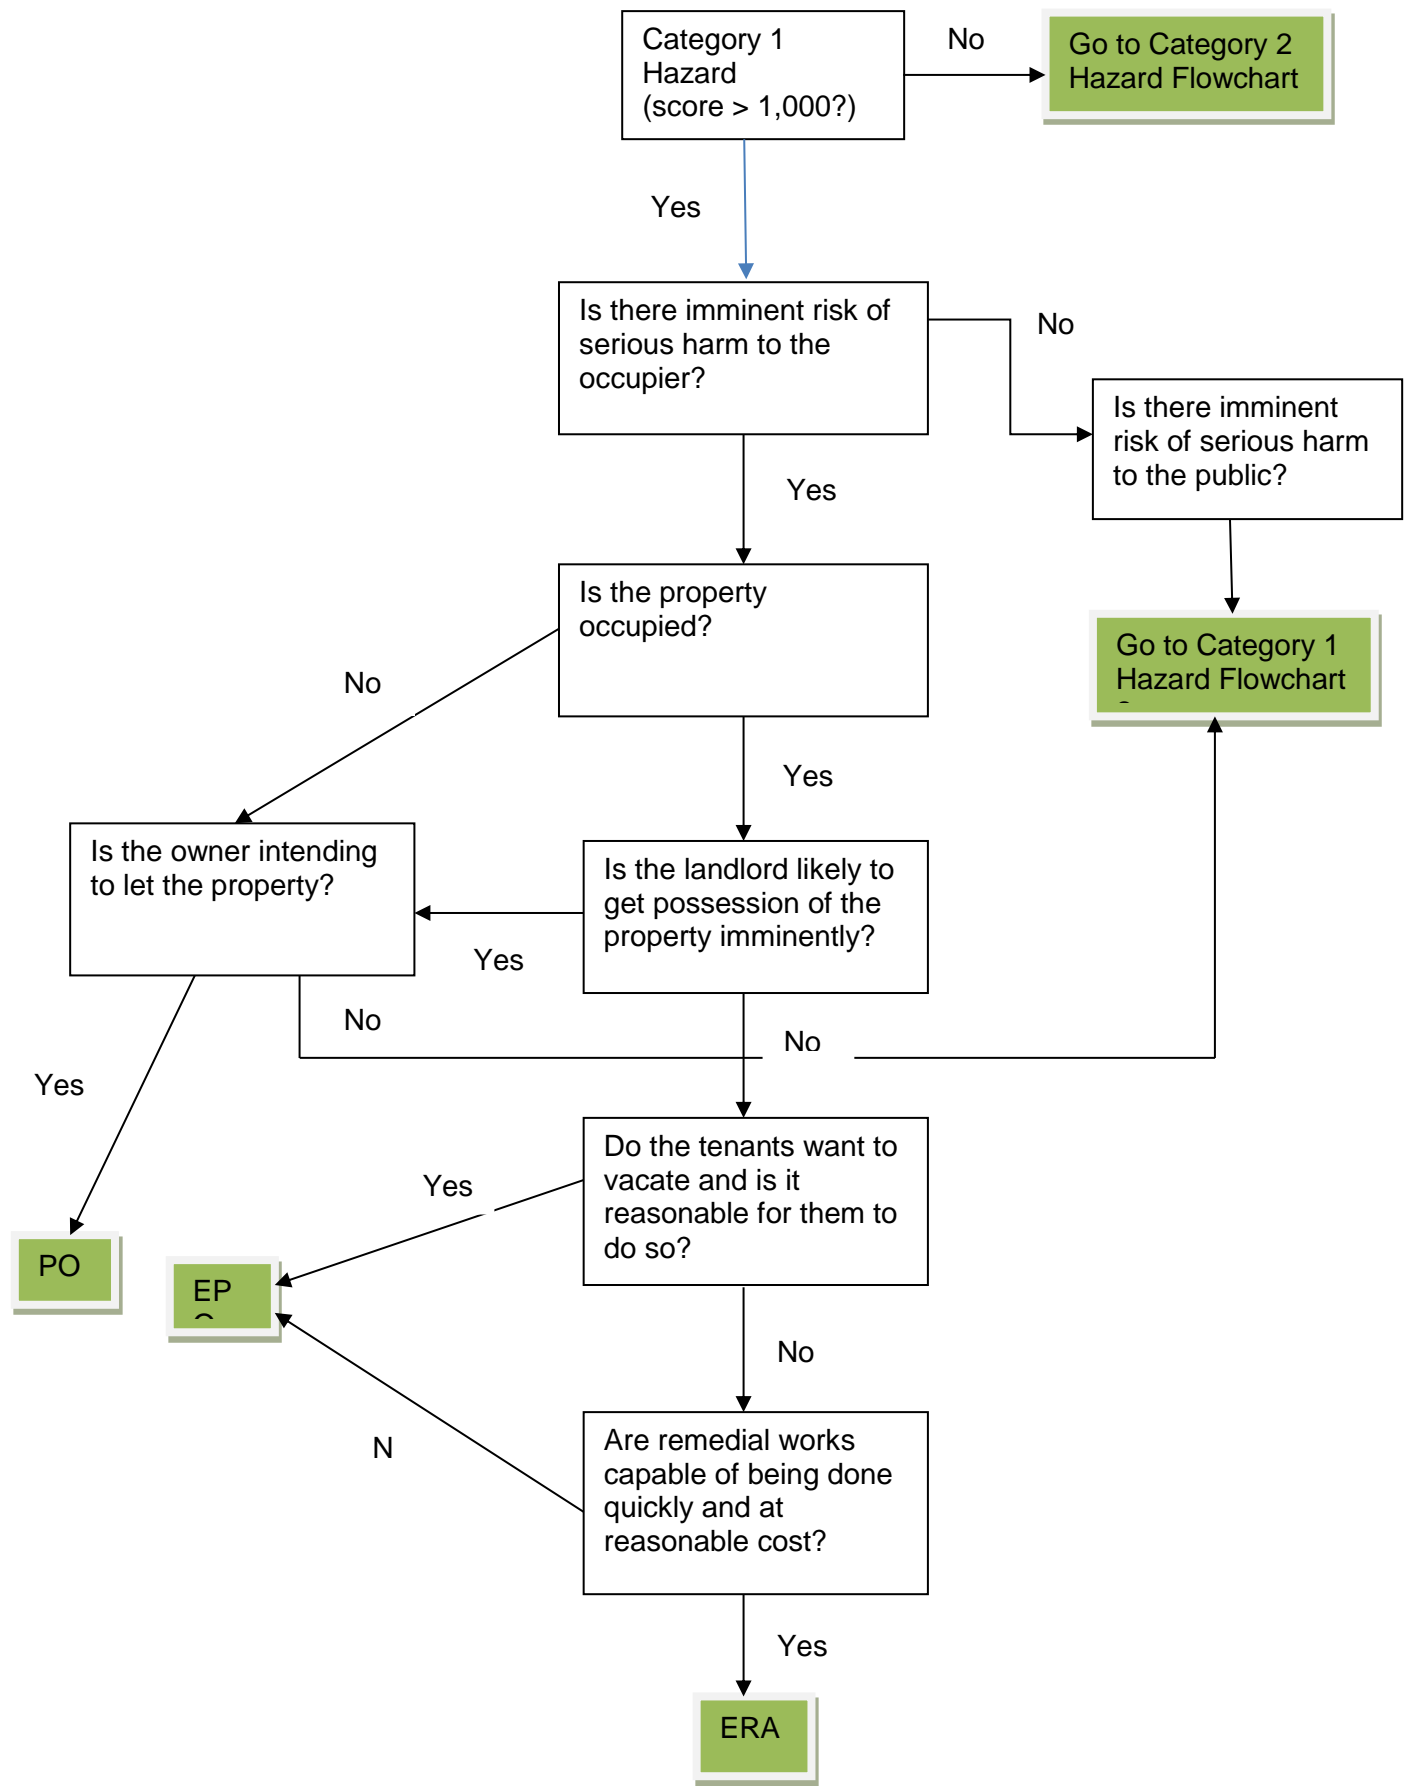 Category 1
Hazard
(score > 1,000?)
No
Go to Category 2
Hazard Flowchart
Yes
Is there imminent risk of
serious harm to the
occupier?
No
Is there imminent
risk of serious harm
to the public?
Yes
Is the property
occupied?
Go to Category 1
Hazard Flowchart
No
Yes
Is the owner intending
to let the property?
Is the landlord likely to
get possession of the
property imminently?
Yes
No
No
Yes
Do the tenants want to
vacate and is it
reasonable for them to
do so?
Yes
PO
EP
No
Are remedial works
capable of being done
quickly and at
reasonable cost?
N
Yes
ERA